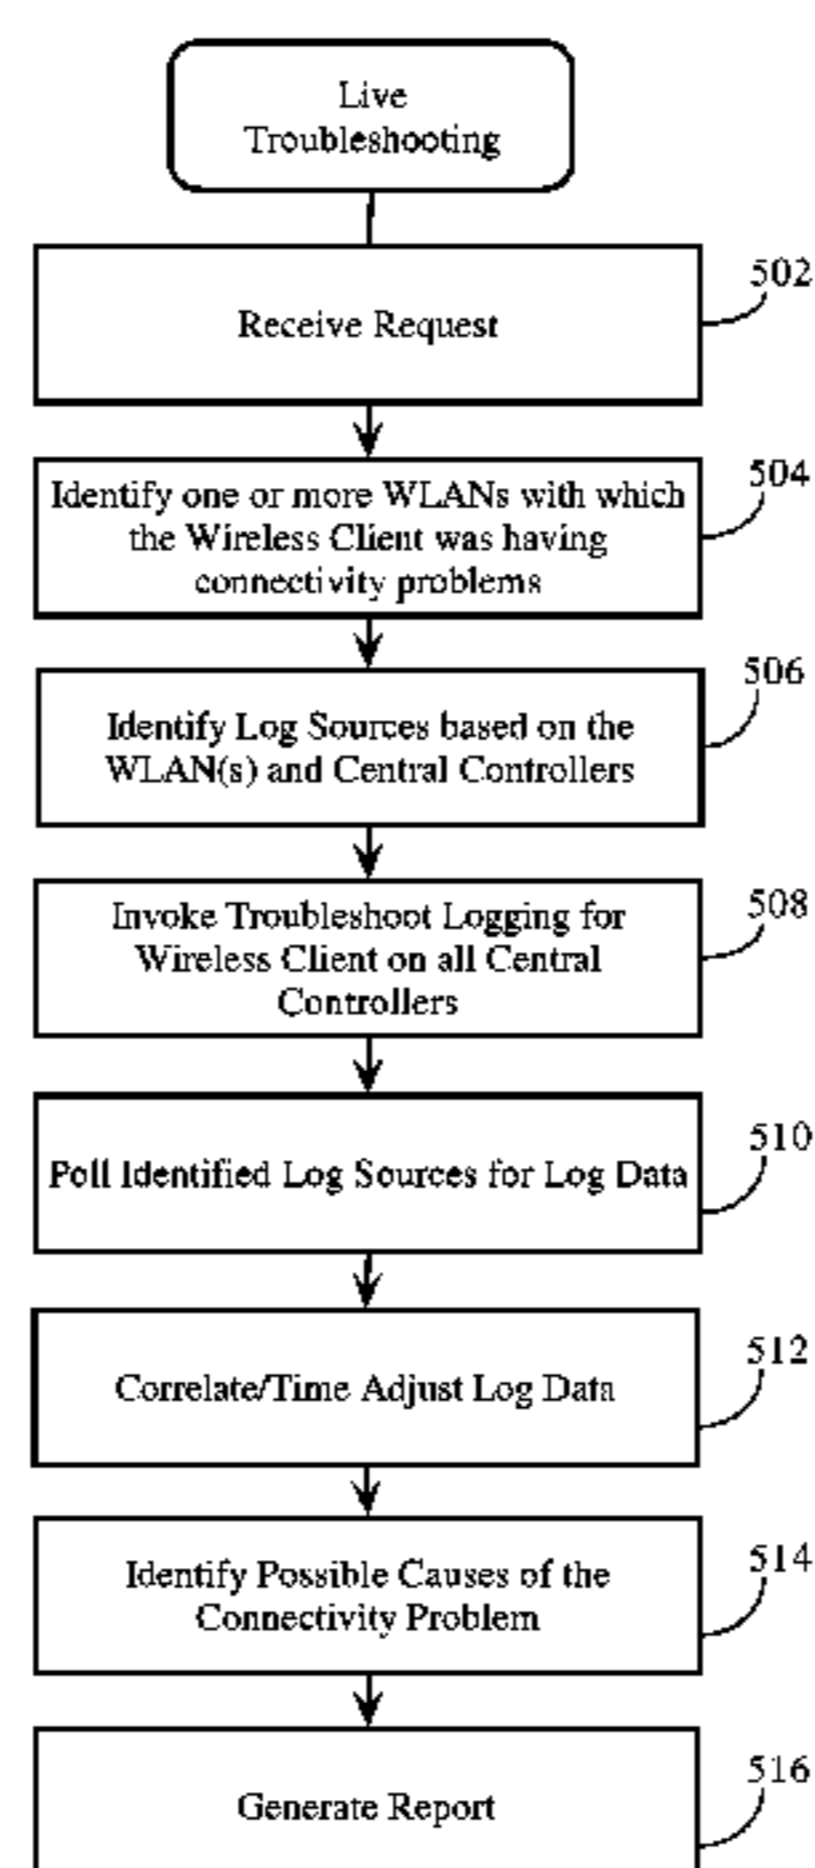 Live
Troubleshooting
502
Receive Request
504
Identify one or more WLANs with which
the Wireless Client was having
connectivity problems
506
Identify Log Sources based on the
WLAN(s) and Central Controllers
508
Invoke Troubleshoot Logging for
Wireless Client on all Central
Controllers
510
Poll Identified Log Sources for Log Data
512
Correlate/Time Adjust Log Data
514
Identify Possible Causes of the
Connectivity Problem
516
Generate Report